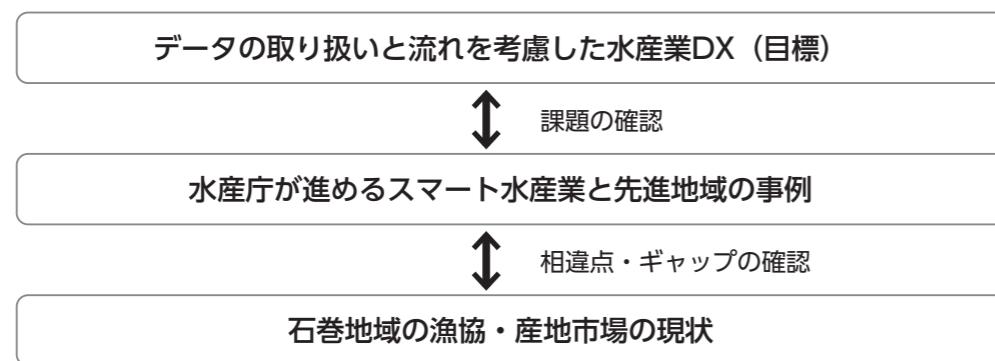 データの取り扱いと流れを考慮した水産業DX（目標）
課題の確認
水産庁が進めるスマート水産業と先進地域の事例
相違点・ギャップの確認
石巻地域の漁協・産地市場の現状